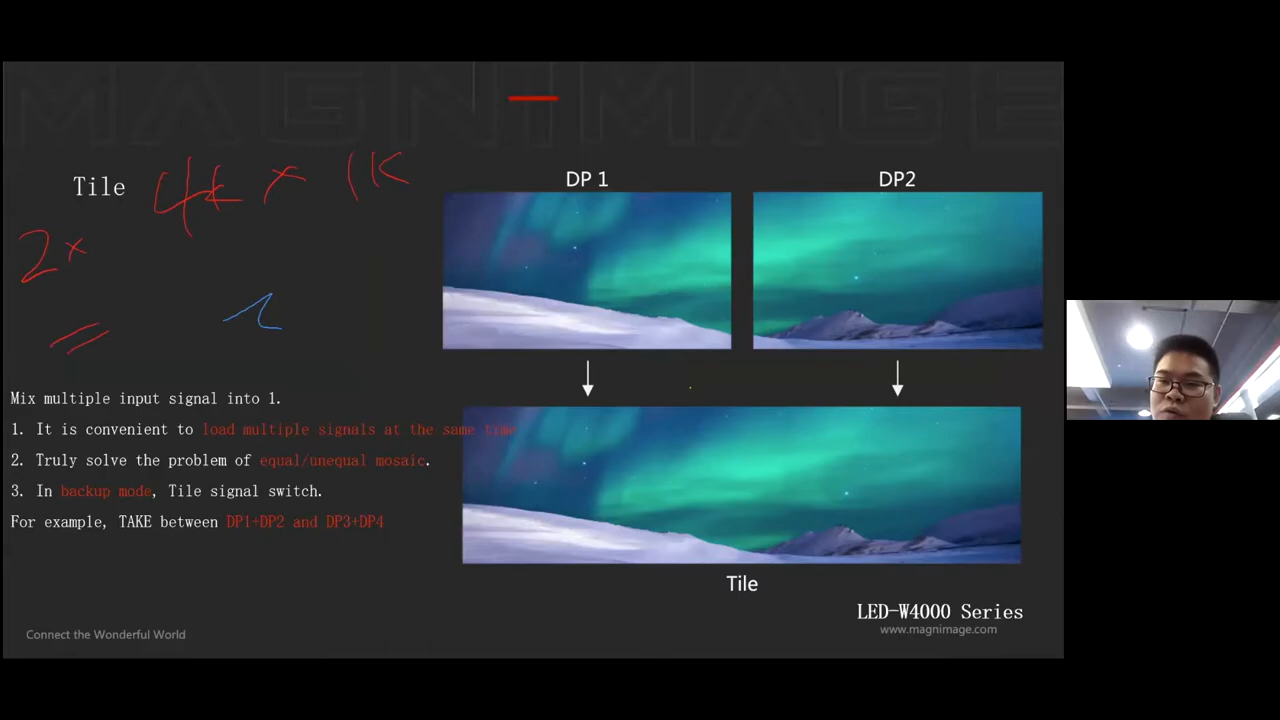 MAGNIMAGE
Tile 4k × 1K
2×
=
DP 1
DP2
Mix multiple input signal into 1.
1. It is convenient to load multiple signals at the same time
2. Truly solve the problem of equal/unequal mosaic.
3. In backup mode, Tile signal switch.
For example, TAKE between DP1+DP2 and DP3+DP4
Tile
LED-W4000 Series
www.magnimage.com
Connect the Wonderful World